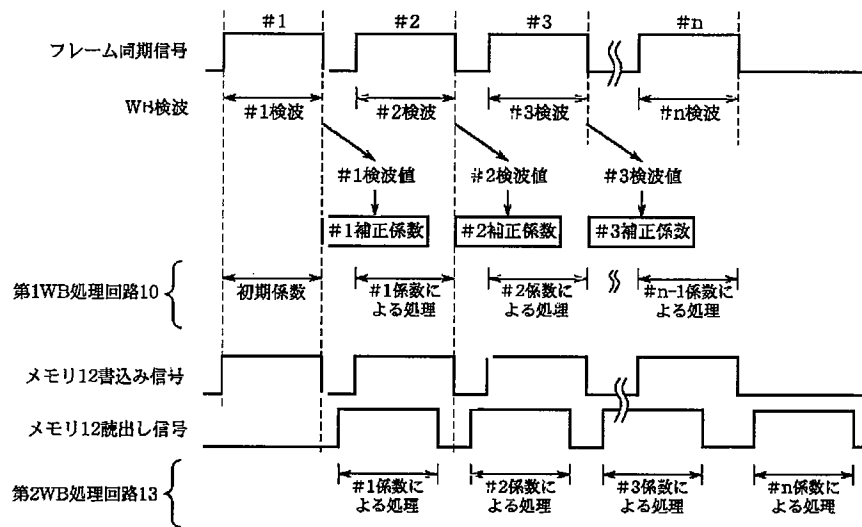 #1 #2 #3 #n
フレーム同期信号
WB検波
#1検波 #2検波 #3検波 #n検波
#1検波値 #2検波値 #3検波値
#1補正係数 #2補正係数 #3補正係数
第1WB処理回路10
初期係数
#1係数に
よる処理
#2係数に
よる処理
#n-1係数に
よる処理
メモリ12書込み信号
メモリ12読出し信号
第2WB処理回路13
#1係数に
よる処理
#2係数に
よる処理
#3係数に
よる処理
#n係数に
よる処理